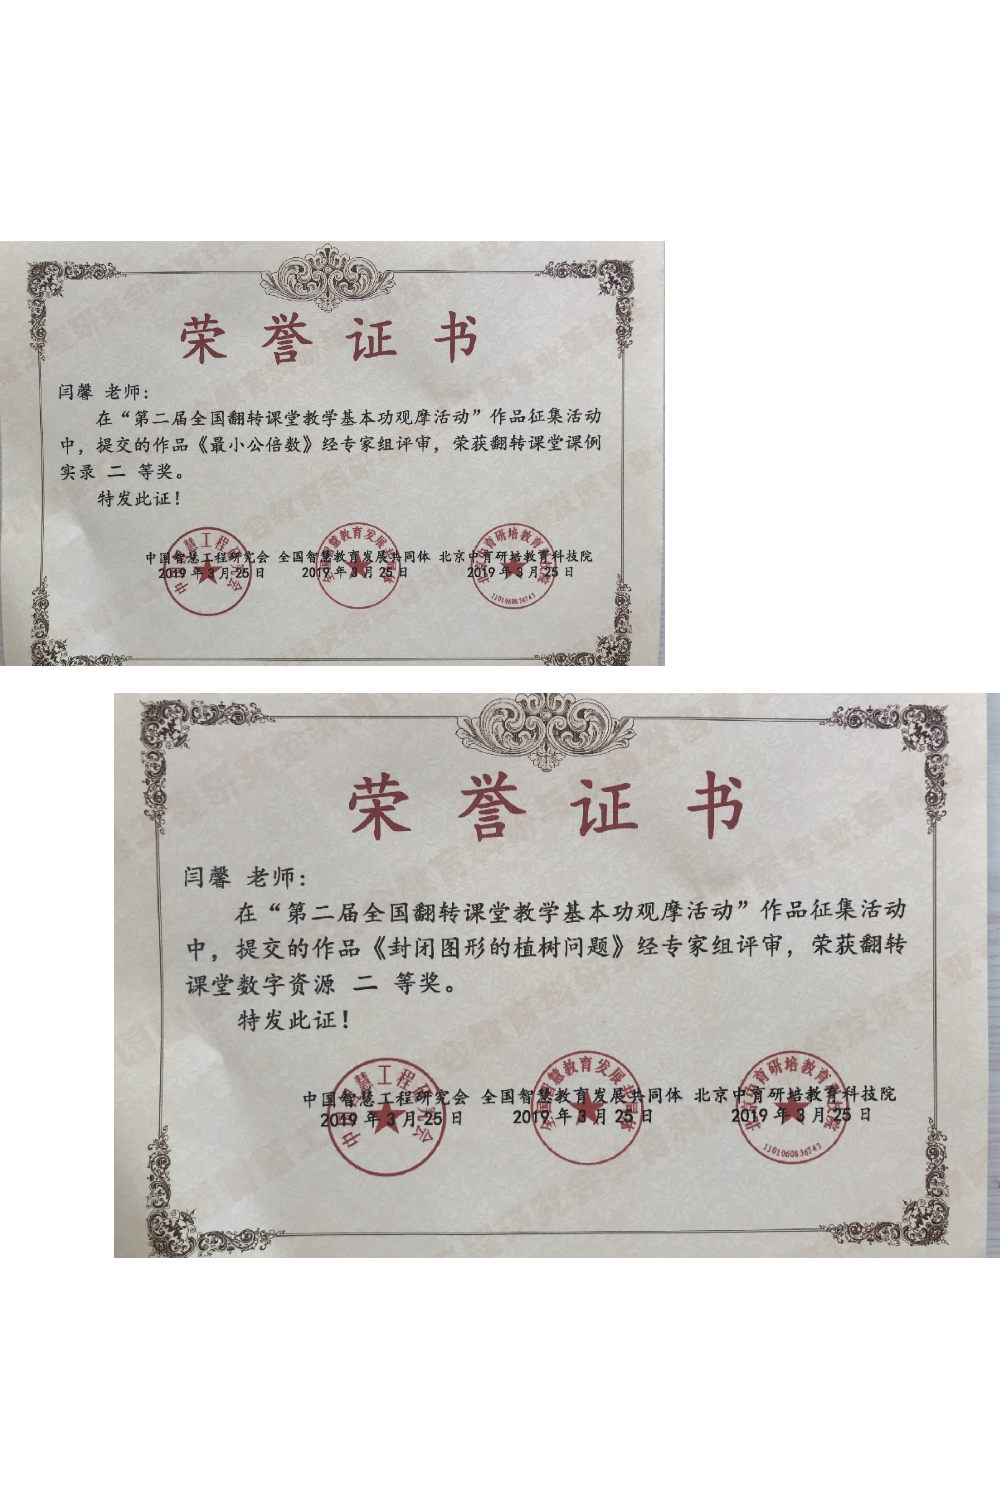 荣誉证书
闫馨 老师：
在“第二届全国翻转课堂教学基本功观摩活动”作品征集活动
中，提交的作品《最小公倍数》经专家组评审，荣获翻转课堂课例
实录 二 等奖。
特发此证！
中国智慧工程研究会 全国智慧教育发展共同体 北京中育研培教育科技院
2019 年 3 月 25 日 2019 年 3 月 25 日 2019 年 3 月 25 日
1101060836743
荣誉证书
闫馨 老师：
在“第二届全国翻转课堂教学基本功观摩活动”作品征集活动
中，提交的作品《封闭图形的植树问题》经专家组评审，荣获翻转
课堂数字资源 二 等奖。
特发此证！
中国智慧工程研究会 全国智慧教育发展共同体 北京中育研培教育科技院
2019 年 3 月 25 日 2019 年 3 月 25 日 2019 年 3 月 25 日
1101060836743